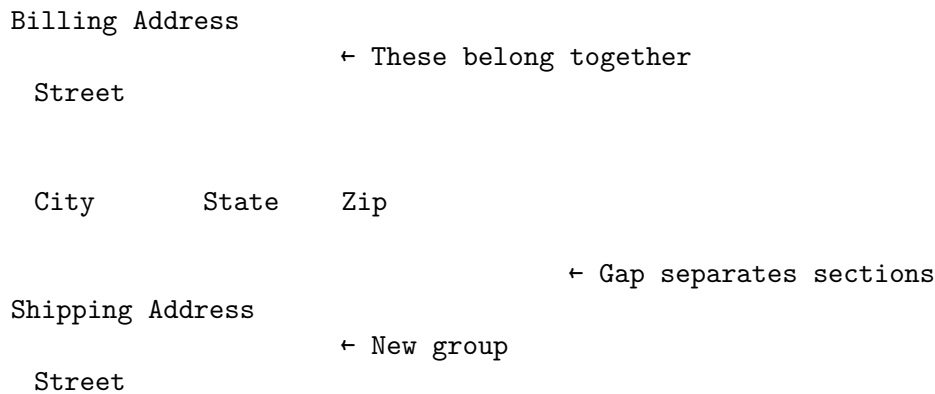 Billing Address
← These belong together
Street
City State Zip
← Gap separates sections
Shipping Address
← New group
Street